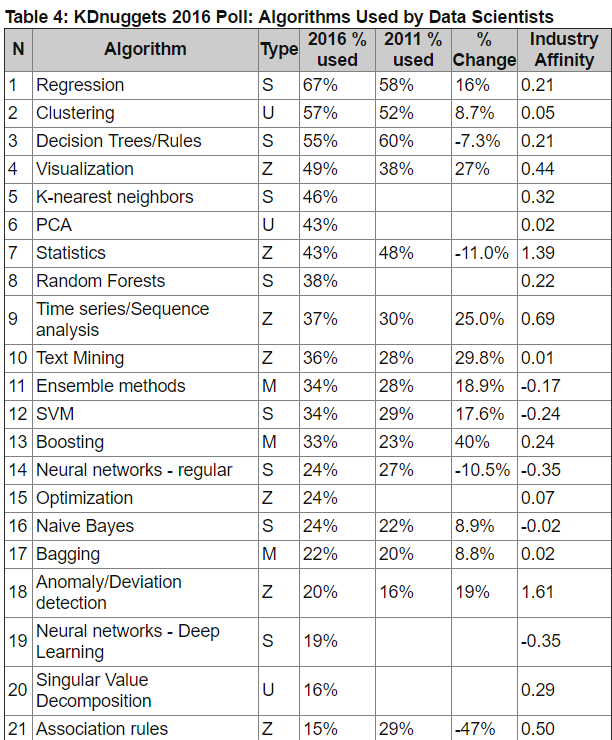 Table 4: KDnuggets 2016 Poll: Algorithms Used by Data Scientists
N Algorithm Type 2016 % used 2011 % used % Change Industry Affinity
1 Regression S 67% 58% 16% 0.21
2 Clustering U 57% 52% 8.7% 0.05
3 Decision Trees/Rules S 55% 60% -7.3% 0.21
4 Visualization Z 49% 38% 27% 0.44
5 K-nearest neighbors S 46% 0.32
6 PCA U 43% 0.02
7 Statistics Z 43% 48% -11.0% 1.39
8 Random Forests S 38% 0.22
9 Time series/Sequence analysis Z 37% 30% 25.0% 0.69
10 Text Mining Z 36% 28% 29.8% 0.01
11 Ensemble methods M 34% 28% 18.9% -0.17
12 SVM S 34% 29% 17.6% -0.24
13 Boosting M 33% 23% 40% 0.24
14 Neural networks - regular S 24% 27% -10.5% -0.35
15 Optimization Z 24% 0.07
16 Naive Bayes S 24% 22% 8.9% -0.02
17 Bagging M 22% 20% 8.8% 0.02
18 Anomaly/Deviation detection Z 20% 16% 19% 1.61
19 Neural networks - Deep Learning S 19% -0.35
20 Singular Value Decomposition U 16% 0.29
21 Association rules Z 15% 29% -47% 0.50